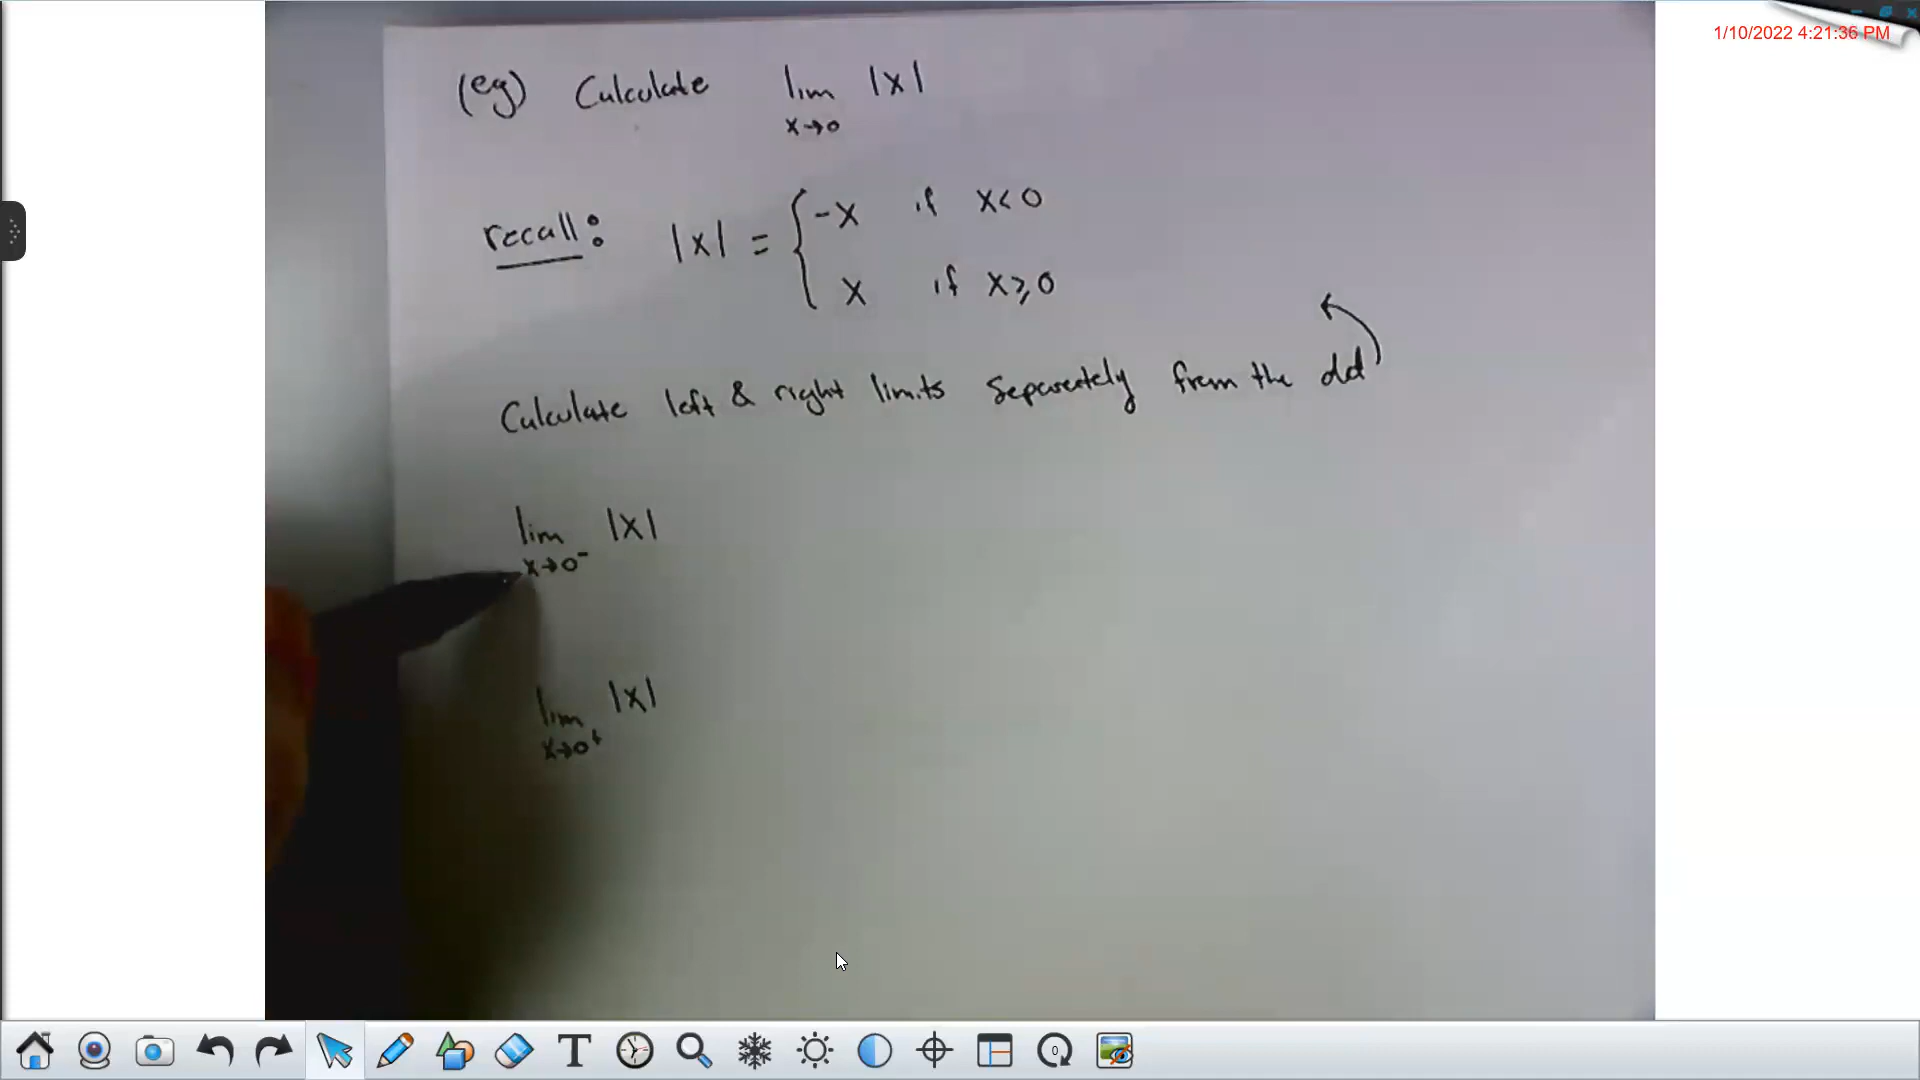 1/10/2022 4:21:36 PM
(eg) Calculate lim |x|
x→0
recall: |x| = { -x if x<0
x if x⩾0
Calculate left & right limits separately from the def
lim |x|
x→0⁻
lim |x|
x→0⁺
T
0